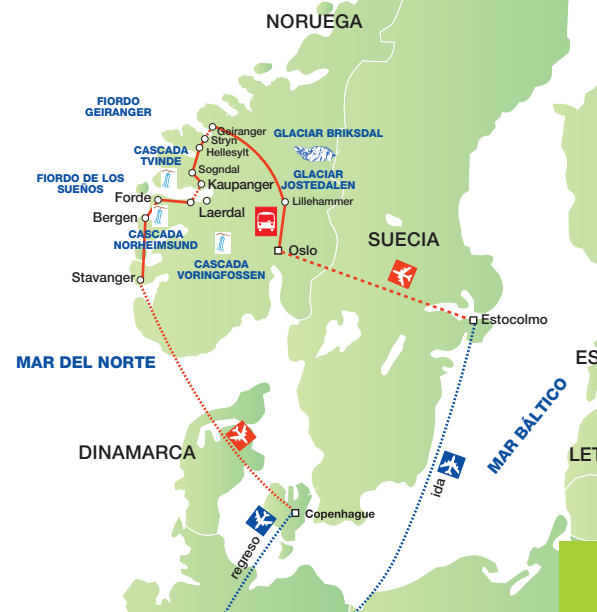 NORUEGA
FIORDO
GEIRANGER
Geiranger
GLACIAR BRIKSDAL
Stryn
CASCADA
TVINDE
Hellesylt
FIORDO DE LOS
SUEÑOS
Sogndal
GLACIAR
JOSTEDALEN
Kaupanger
Forde
Lillehammer
Laerdal
Bergen
CASCADA
NORHEIMSUND
SUECIA
Oslo
CASCADA
VORINGFOSSEN
Stavanger
Estocolmo
MAR DEL NORTE
ES
MAR BÁLTICO
DINAMARCA
LET
ida
Copenhague
regreso